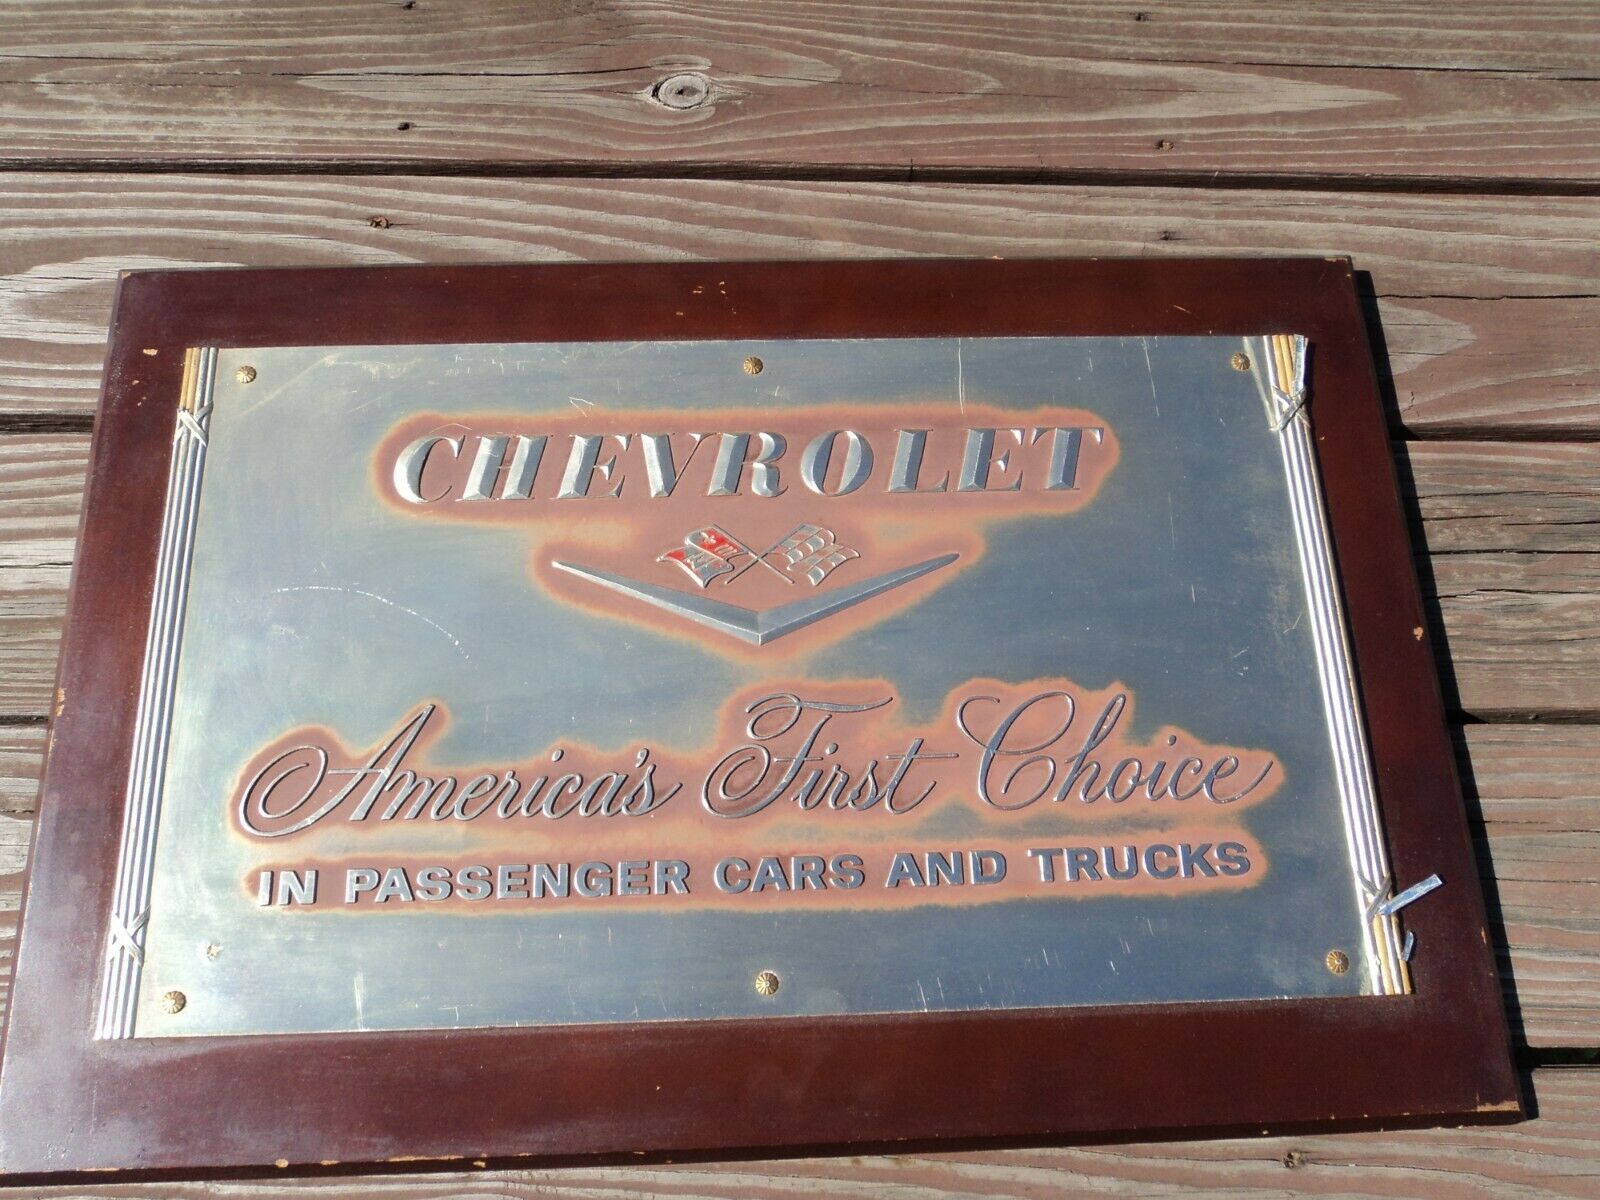 CHEVROLET
America's First Choice
IN PASSENGER CARS AND TRUCKS